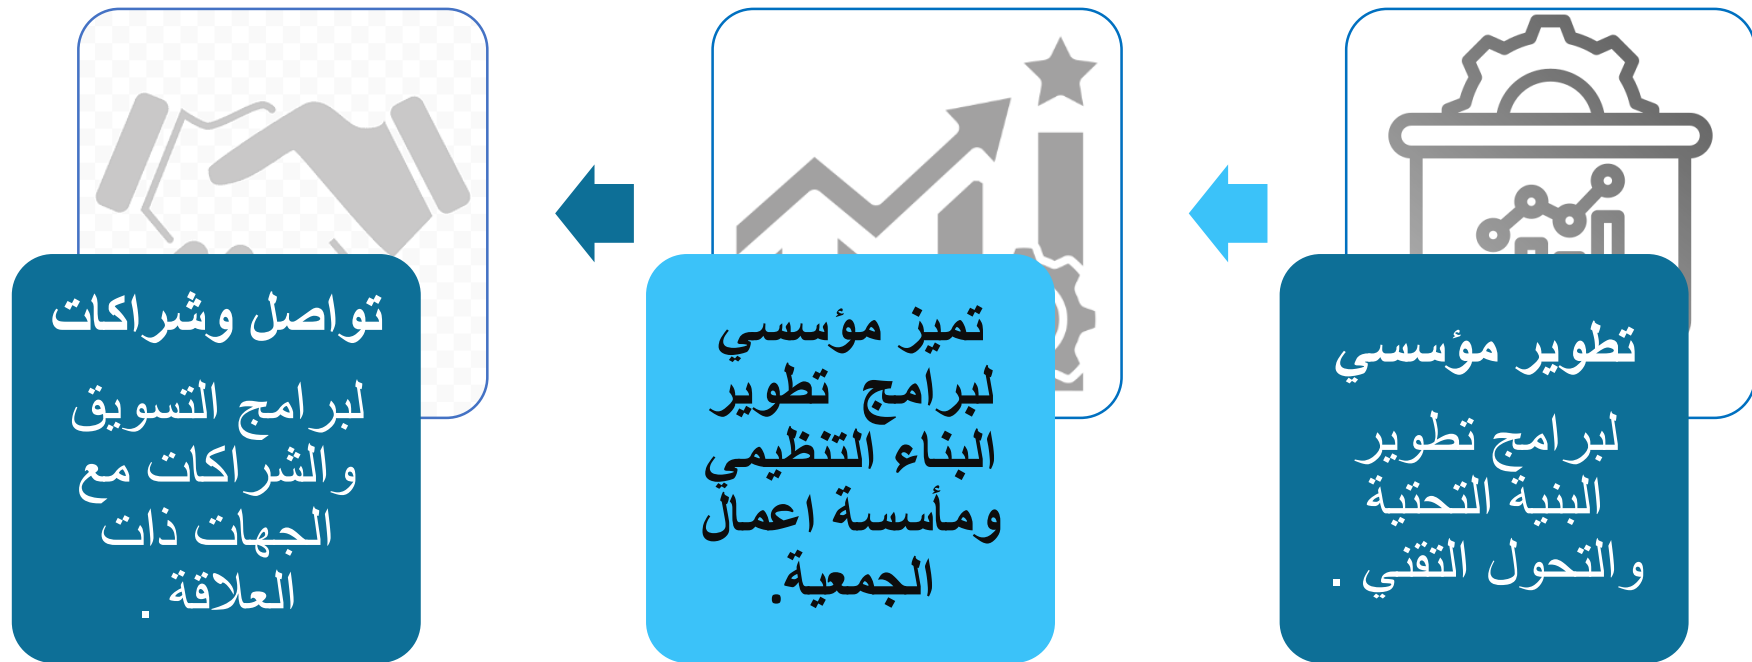 تطوير مؤسسي
لبرامج تطوير
البنية التحتية
والتحول التقني .
تميز مؤسسي
لبرامج تطوير
البناء التنظيمي
ومأسسة اعمال
الجمعية.
تواصل وشراكات
لبرامج التسويق
والشراكات مع
الجهات ذات
العلاقة .